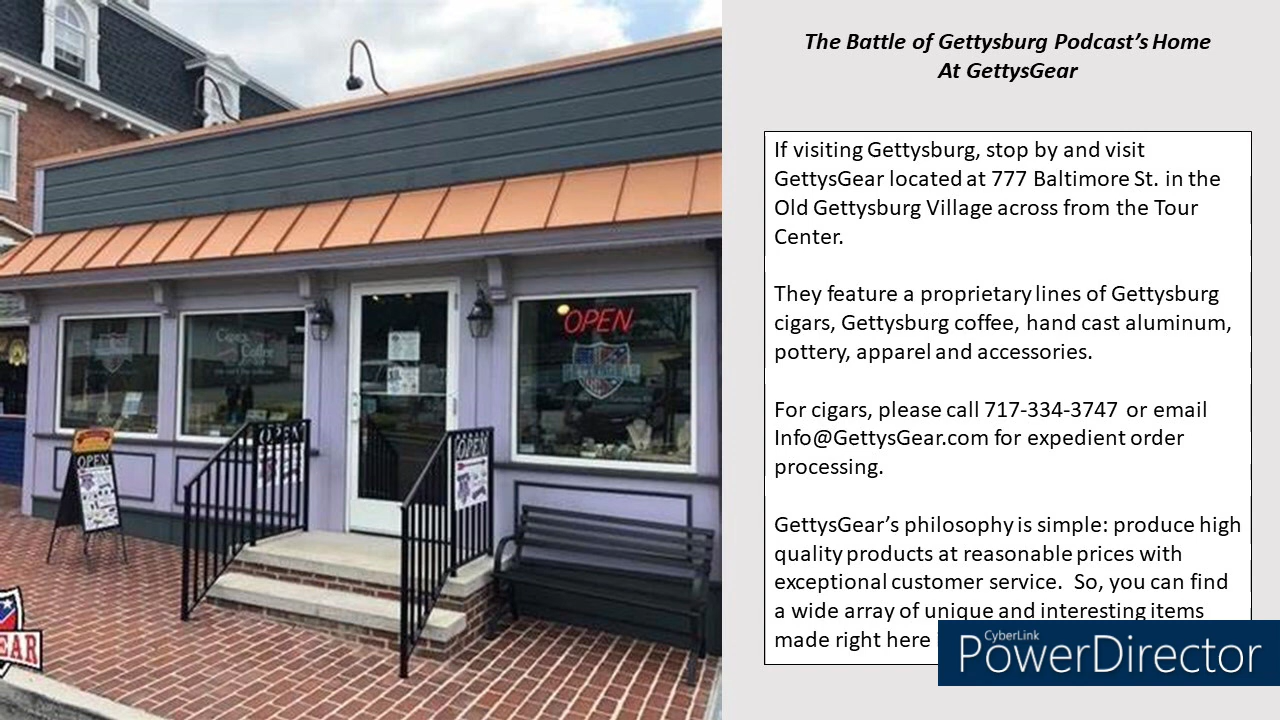 The Battle of Gettysburg Podcast's Home
At GettysGear
If visiting Gettysburg, stop by and visit
GettysGear located at 777 Baltimore St. in the
Old Gettysburg Village across from the Tour
Center.
They feature a proprietary lines of Gettysburg
cigars, Gettysburg coffee, hand cast aluminum,
pottery, apparel and accessories.
For cigars, please call 717-334-3747 or email
Info@GettysGear.com for expedient order
processing.
GettysGear's philosophy is simple: produce high
quality products at reasonable prices with
exceptional customer service. So, you can find
a wide array of unique and interesting items
made right here
CyberLink
PowerDirector
OPEN
Coffee
OPEN
OPEN
OPEN
EAR